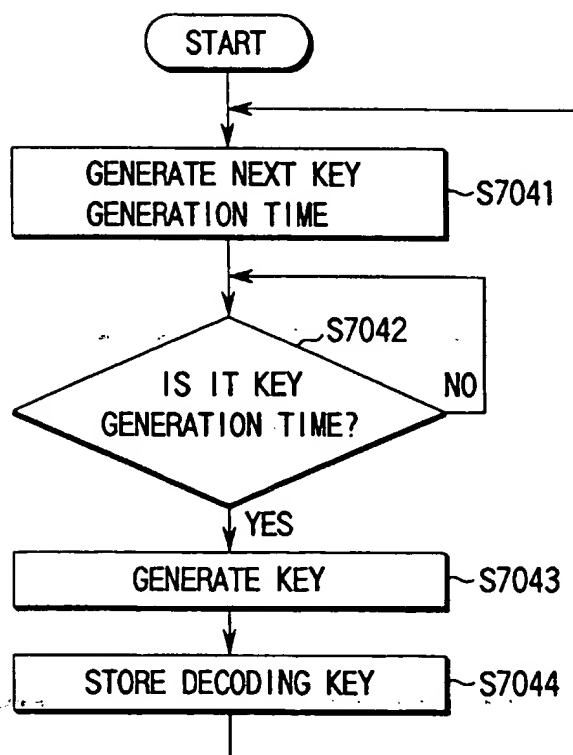 START
GENERATE NEXT KEY
GENERATION TIME
S7041
S7042
IS IT KEY
GENERATION TIME?
NO
YES
GENERATE KEY
S7043
STORE DECODING KEY
S7044